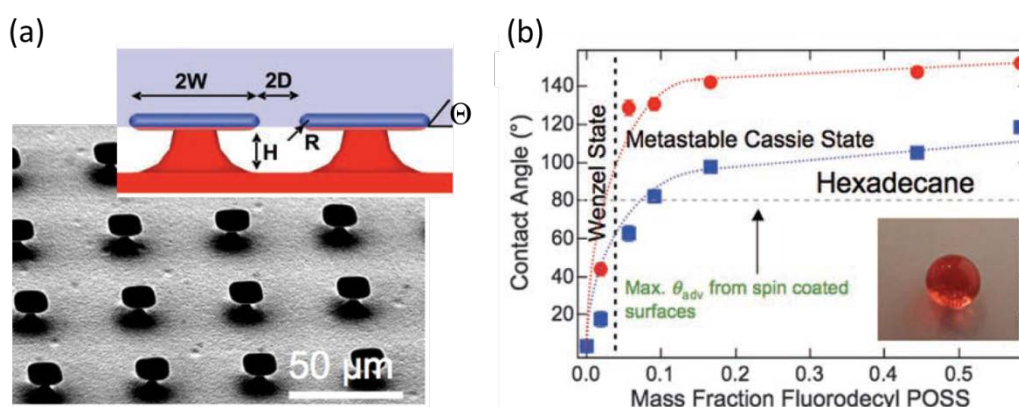 (a)
2W
2D
Θ
R
H
50 µm
(b)
Contact Angle (°)
140
120
100
80
60
40
20
Wenzel State
Metastable Cassie State
Hexadecane
Max. θadv from spin coated
surfaces
0.0
0.1
0.2
0.3
0.4
0.5
Mass Fraction Fluorodecyl POSS